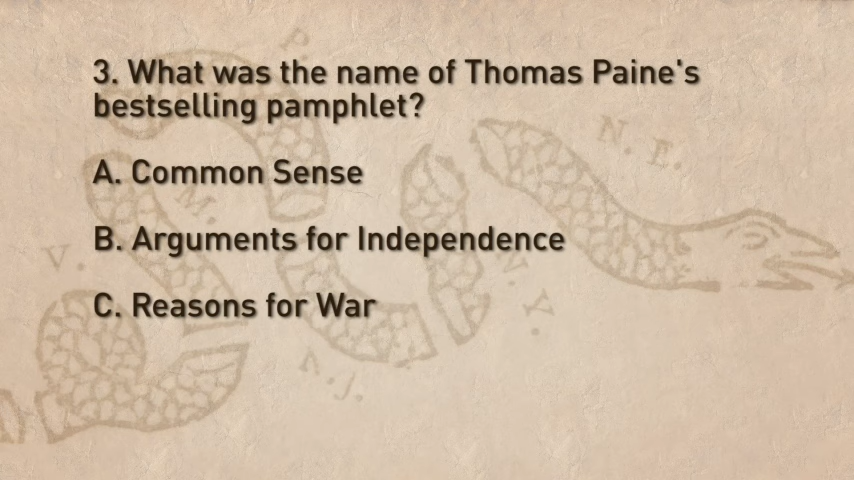 3. What was the name of Thomas Paine's
bestselling pamphlet?
A. Common Sense
B. Arguments for Independence
C. Reasons for War
P.
N. E.
M.
V.
N. Y.
N. J.